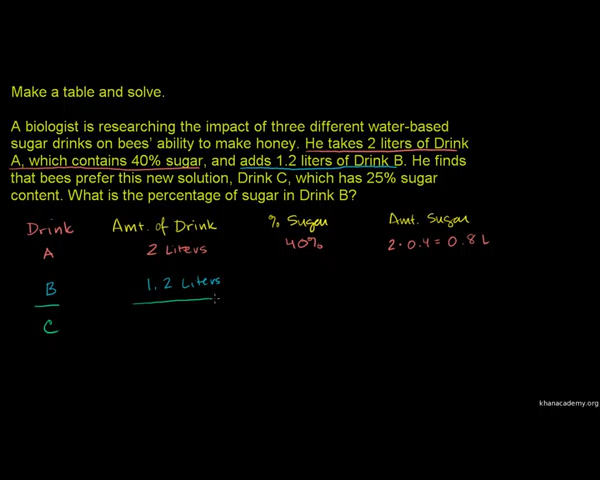 Make a table and solve.
A biologist is researching the impact of three different water-based
sugar drinks on bees' ability to make honey. He takes 2 liters of Drink
A, which contains 40% sugar, and adds 1.2 liters of Drink B. He finds
that bees prefer this new solution, Drink C, which has 25% sugar
content. What is the percentage of sugar in Drink B?
Drink Amt. of Drink % Sugar Amt. Sugar
A 2 Liters 40% 2 · 0.4 = 0.8 L
B 1.2 Liters
C
khanacademy.org